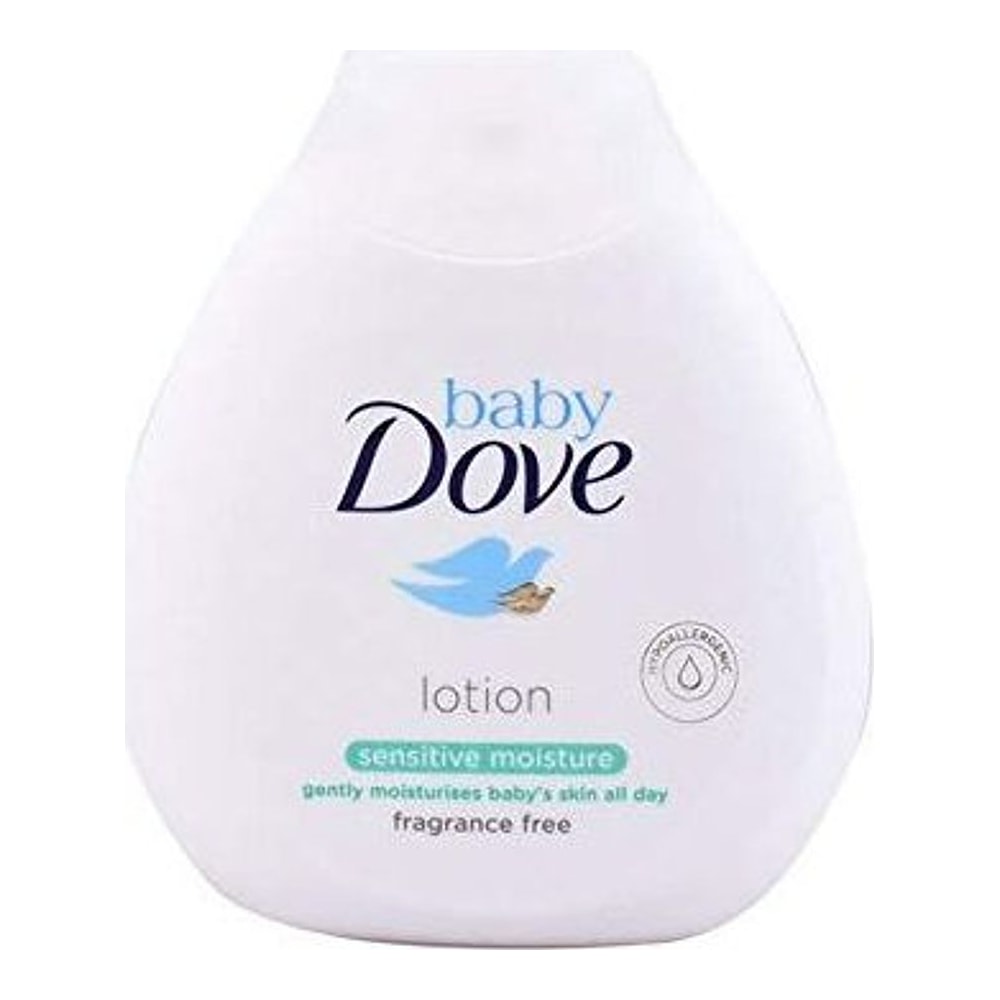 baby
Dove
HYPOALLERGENIC
lotion
sensitive moisture
gently moisturises baby's skin all day
fragrance free